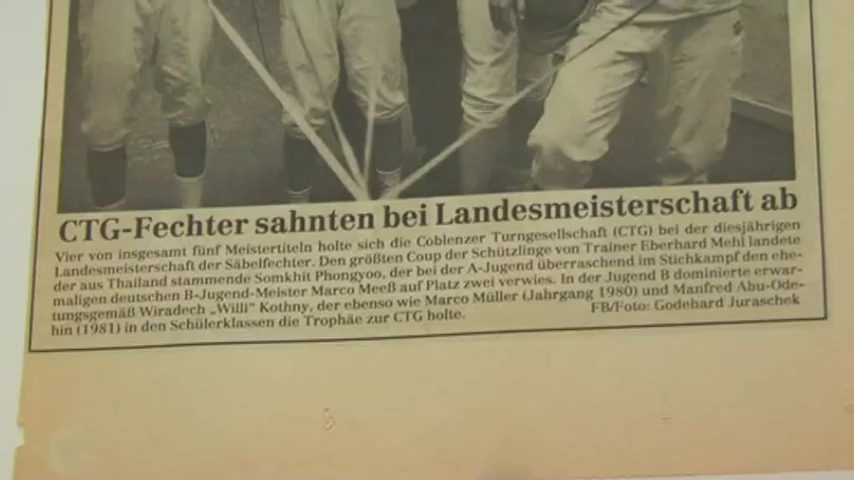 CTG-Fechter sahnten bei Landesmeisterschaft ab
Vier von insgesamt fünf Meistertiteln holte sich die Coblenzer Turngesellschaft (CTG) bei der diesjährigen
Landesmeisterschaft der Säbelfechter. Den größten Coup der Schützlinge von Trainer Eberhard Mehl landete
der aus Thailand stammende Somkhit Phongyoo, der bei der A-Jugend überraschend im Stichkampf den ehe-
maligen deutschen B-Jugend-Meister Marco Meeß auf Platz zwei verwies. In der Jugend B dominierte erwar-
tungsgemäß Wiradech „Willi“ Kothny, der ebenso wie Marco Müller (Jahrgang 1980) und Manfred Abu-Ode-
hin (1981) in den Schülerklassen die Trophäe zur CTG holte. FB/Foto: Godehard Juraschek